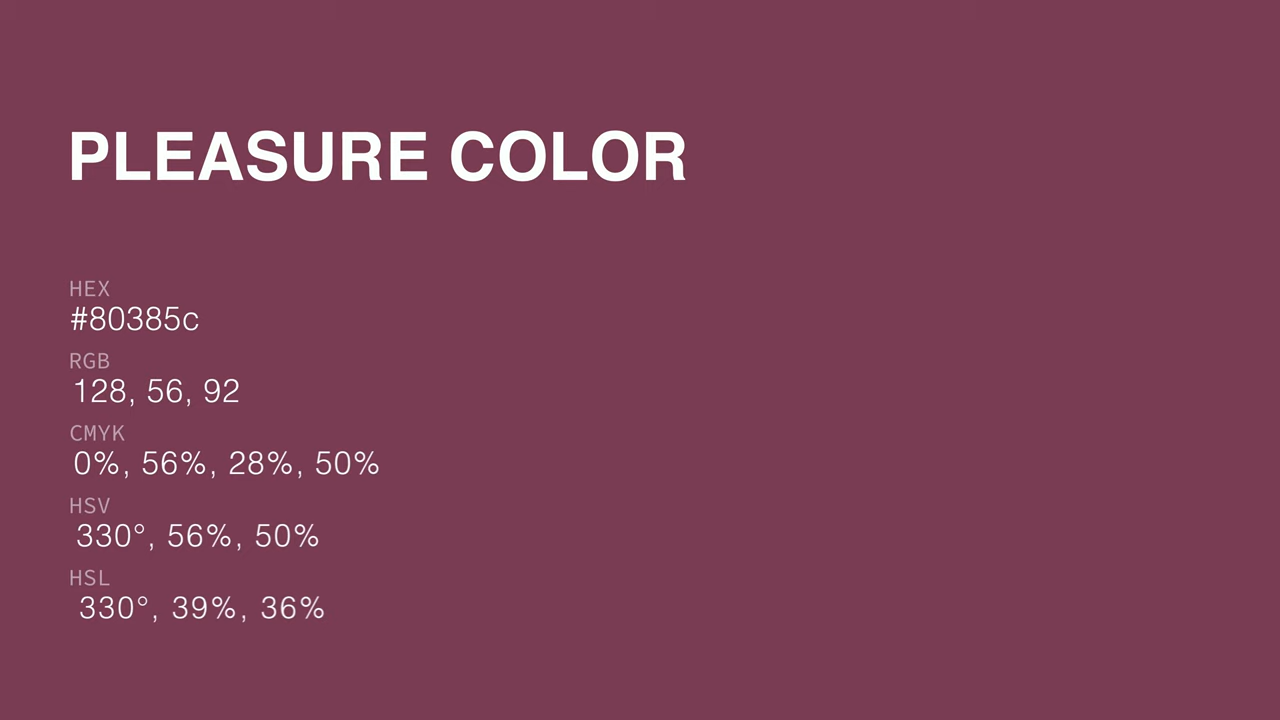 PLEASURE COLOR
HEX
#80385c
RGB
128, 56, 92
CMYK
0%, 56%, 28%, 50%
HSV
330°, 56%, 50%
HSL
330°, 39%, 36%